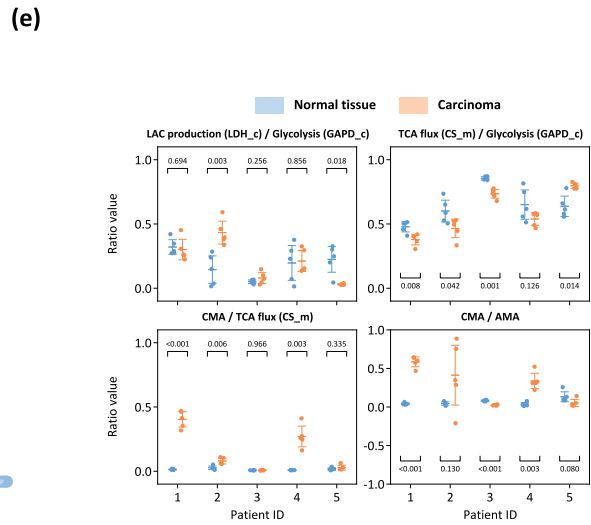 (e)
Normal tissue Carcinoma
LAC production (LDH_c) / Glycolysis (GAPD_c)
1.0
0.5
0.0
Ratio value
0.694 0.003 0.256 0.856 0.018
TCA flux (CS_m) / Glycolysis (GAPD_c)
1.0
0.5
0.0
0.008 0.042 0.001 0.126 0.014
CMA / TCA flux (CS_m)
1.0
0.5
0.0
Ratio value
<0.001 0.006 0.966 0.003 0.335
1 2 3 4 5
Patient ID
CMA / AMA
1.0
0.5
0.0
-0.5
-1.0
<0.001 0.130 <0.001 0.003 0.080
1 2 3 4 5
Patient ID